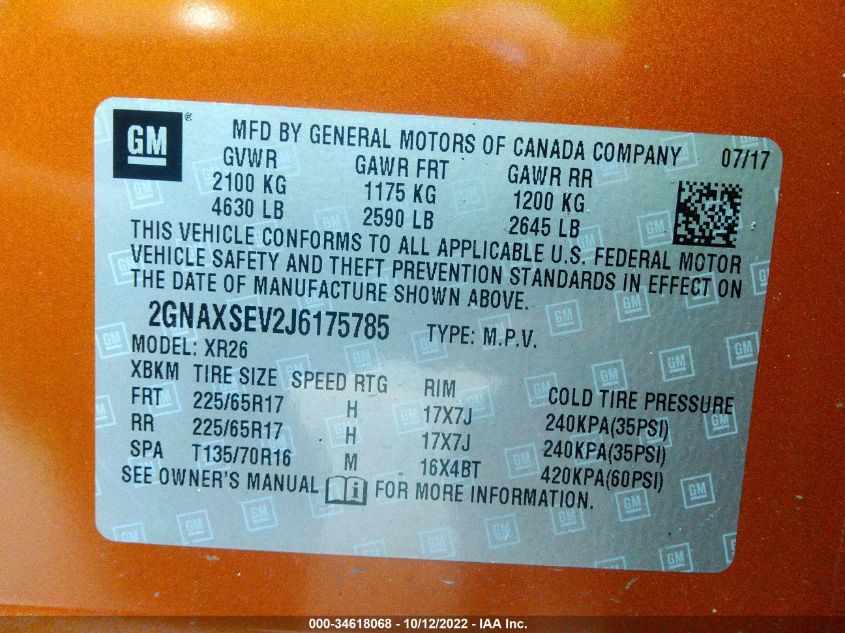 GM ® MFD BY GENERAL MOTORS OF CANADA COMPANY 07/17
GVWR GAWR FRT GAWR RR
2100 KG 1175 KG 1200 KG
4630 LB 2590 LB 2645 LB
THIS VEHICLE CONFORMS TO ALL APPLICABLE U.S. FEDERAL MOTOR
VEHICLE SAFETY AND THEFT PREVENTION STANDARDS IN EFFECT ON
THE DATE OF MANUFACTURE SHOWN ABOVE.
2GNAXSEV2J6175785 TYPE: M.P.V.
MODEL: XR26
XBKM TIRE SIZE SPEED RTG RIM COLD TIRE PRESSURE
FRT 225/65R17 H 17X7J 240KPA(35PSI)
RR 225/65R17 H 17X7J 240KPA(35PSI)
SPA T135/70R16 M 16X4BT 420KPA(60PSI)
SEE OWNER'S MANUAL FOR MORE INFORMATION.
000-34618068 - 10/12/2022 - IAA Inc.